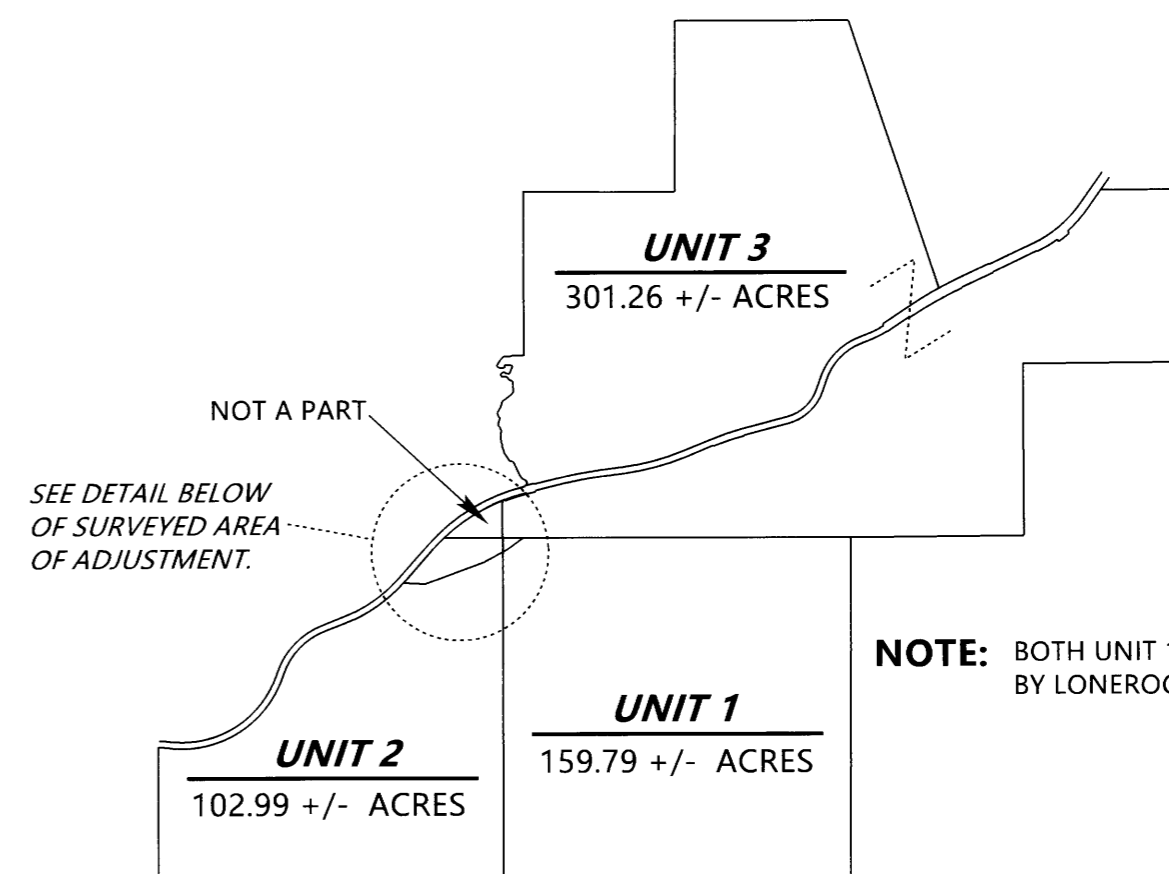 UNIT 3
301.26 +/- ACRES
NOT A PART
SEE DETAIL BELOW
OF SURVEYED AREA
OF ADJUSTMENT.
NOTE: BOTH UNIT
BY
UNIT 1
159.79 +/- ACRES
UNIT 2
102.99 +/- ACRES